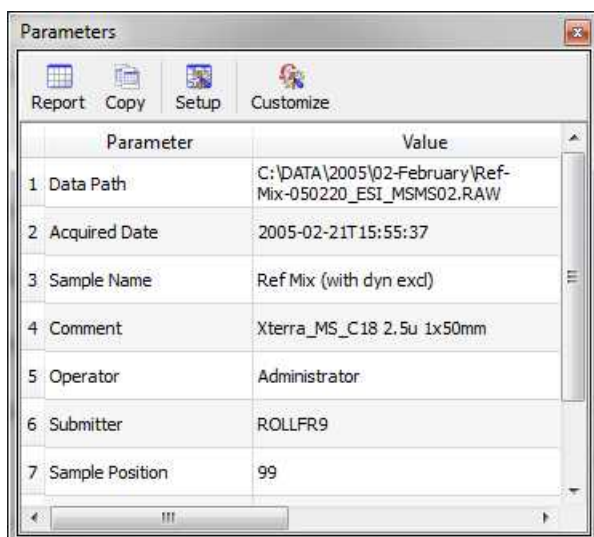 Parameters
Report Copy Setup Customize
Parameter Value
1 Data Path C:\DATA\2005\02-February\Ref-
Mix-050220_ESI_MSMS02.RAW
2 Acquired Date 2005-02-21T15:55:37
3 Sample Name Ref Mix (with dyn excl)
4 Comment Xterra_MS_C18 2.5u 1x50mm
5 Operator Administrator
6 Submitter ROLLFR9
7 Sample Position 99